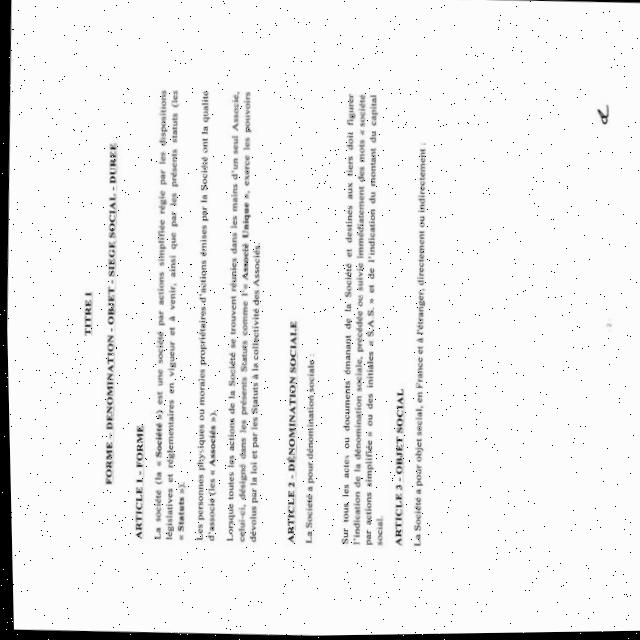 TITRE I
FORME - DENOMINATION - OBJET - SIEGE SOCIAL - DUREE
ARTICLE 1 - FORME
La société (la « Société ») est une société par actions simplifiée régie par les dispositions
législatives et réglementaires en vigueur et à venir, ainsi que par les présents statuts (les
« Statuts »).
Les personnes physiques ou morales propriétaires d'actions émises par la Société ont la qualité
d'associé (les « Associés »).
Lorsque toutes les actions de la Société se trouvent réunies dans les mains d'un seul Associé,
celui-ci, désigné dans les présents Statuts comme l'« Associé Unique », exerce les pouvoirs
dévolus par la loi et par les Statuts à la collectivité des Associés.
ARTICLE 2 - DÉNOMINATION SOCIALE
La Société a pour dénomination sociale :
Sur tous les actes ou documents émanant de la Société et destinés aux tiers doit figurer
l'indication de la dénomination sociale, précédée ou suivie immédiatement des mots « société
par actions simplifiée » ou des initiales « S.A.S. » et de l'indication du montant du capital
social.
ARTICLE 3 - OBJET SOCIAL
La Société a pour objet social, en France et à l'étranger, directement ou indirectement :